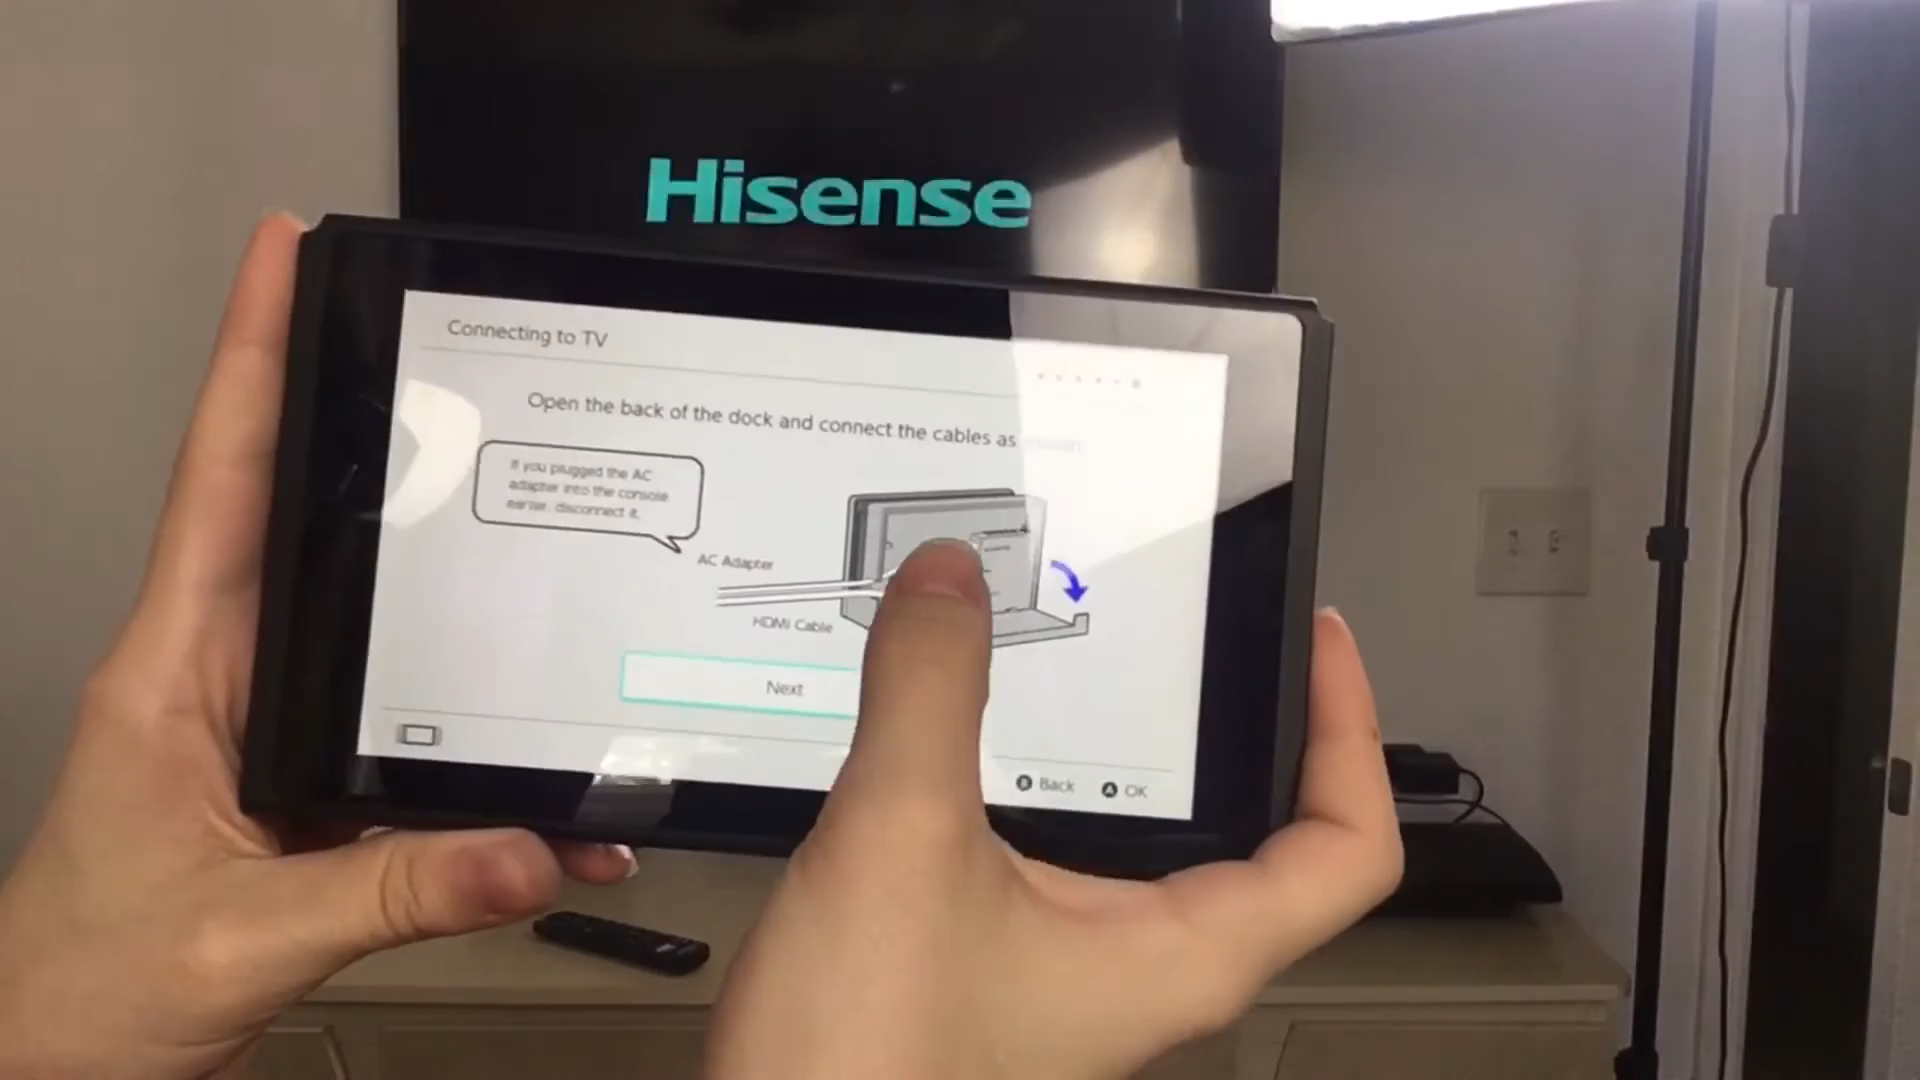 Hisense
Connecting to TV
Open the back of the dock and connect the cables as
If you plugged the AC
adapter into the console
earlier, disconnect it.
AC Adapter
HDMI Cable
Next
B Back A OK